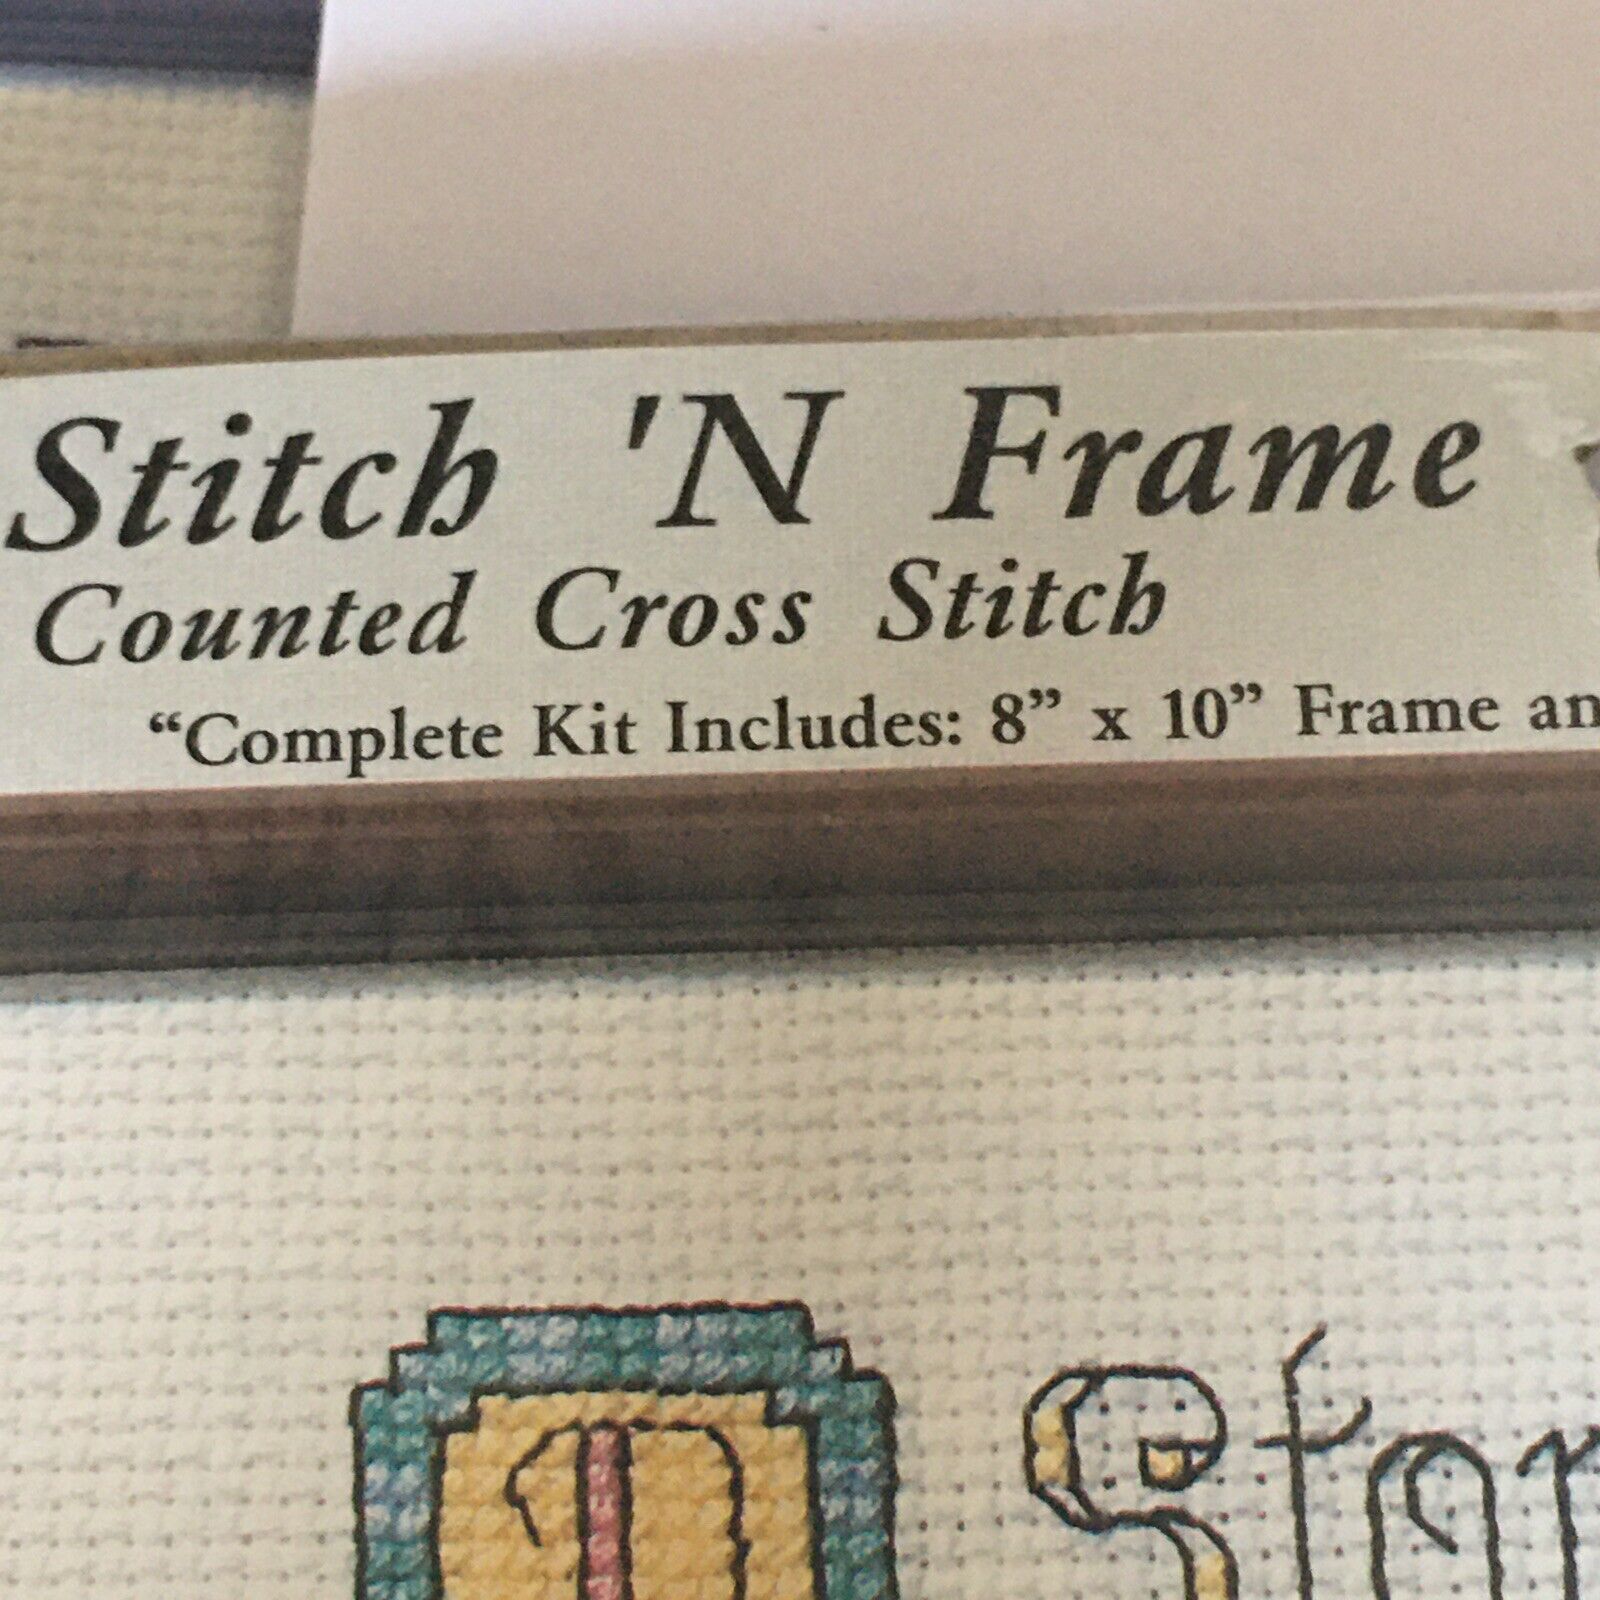 Stitch 'N Frame
Counted Cross Stitch
“Complete Kit Includes: 8” x 10” Frame an